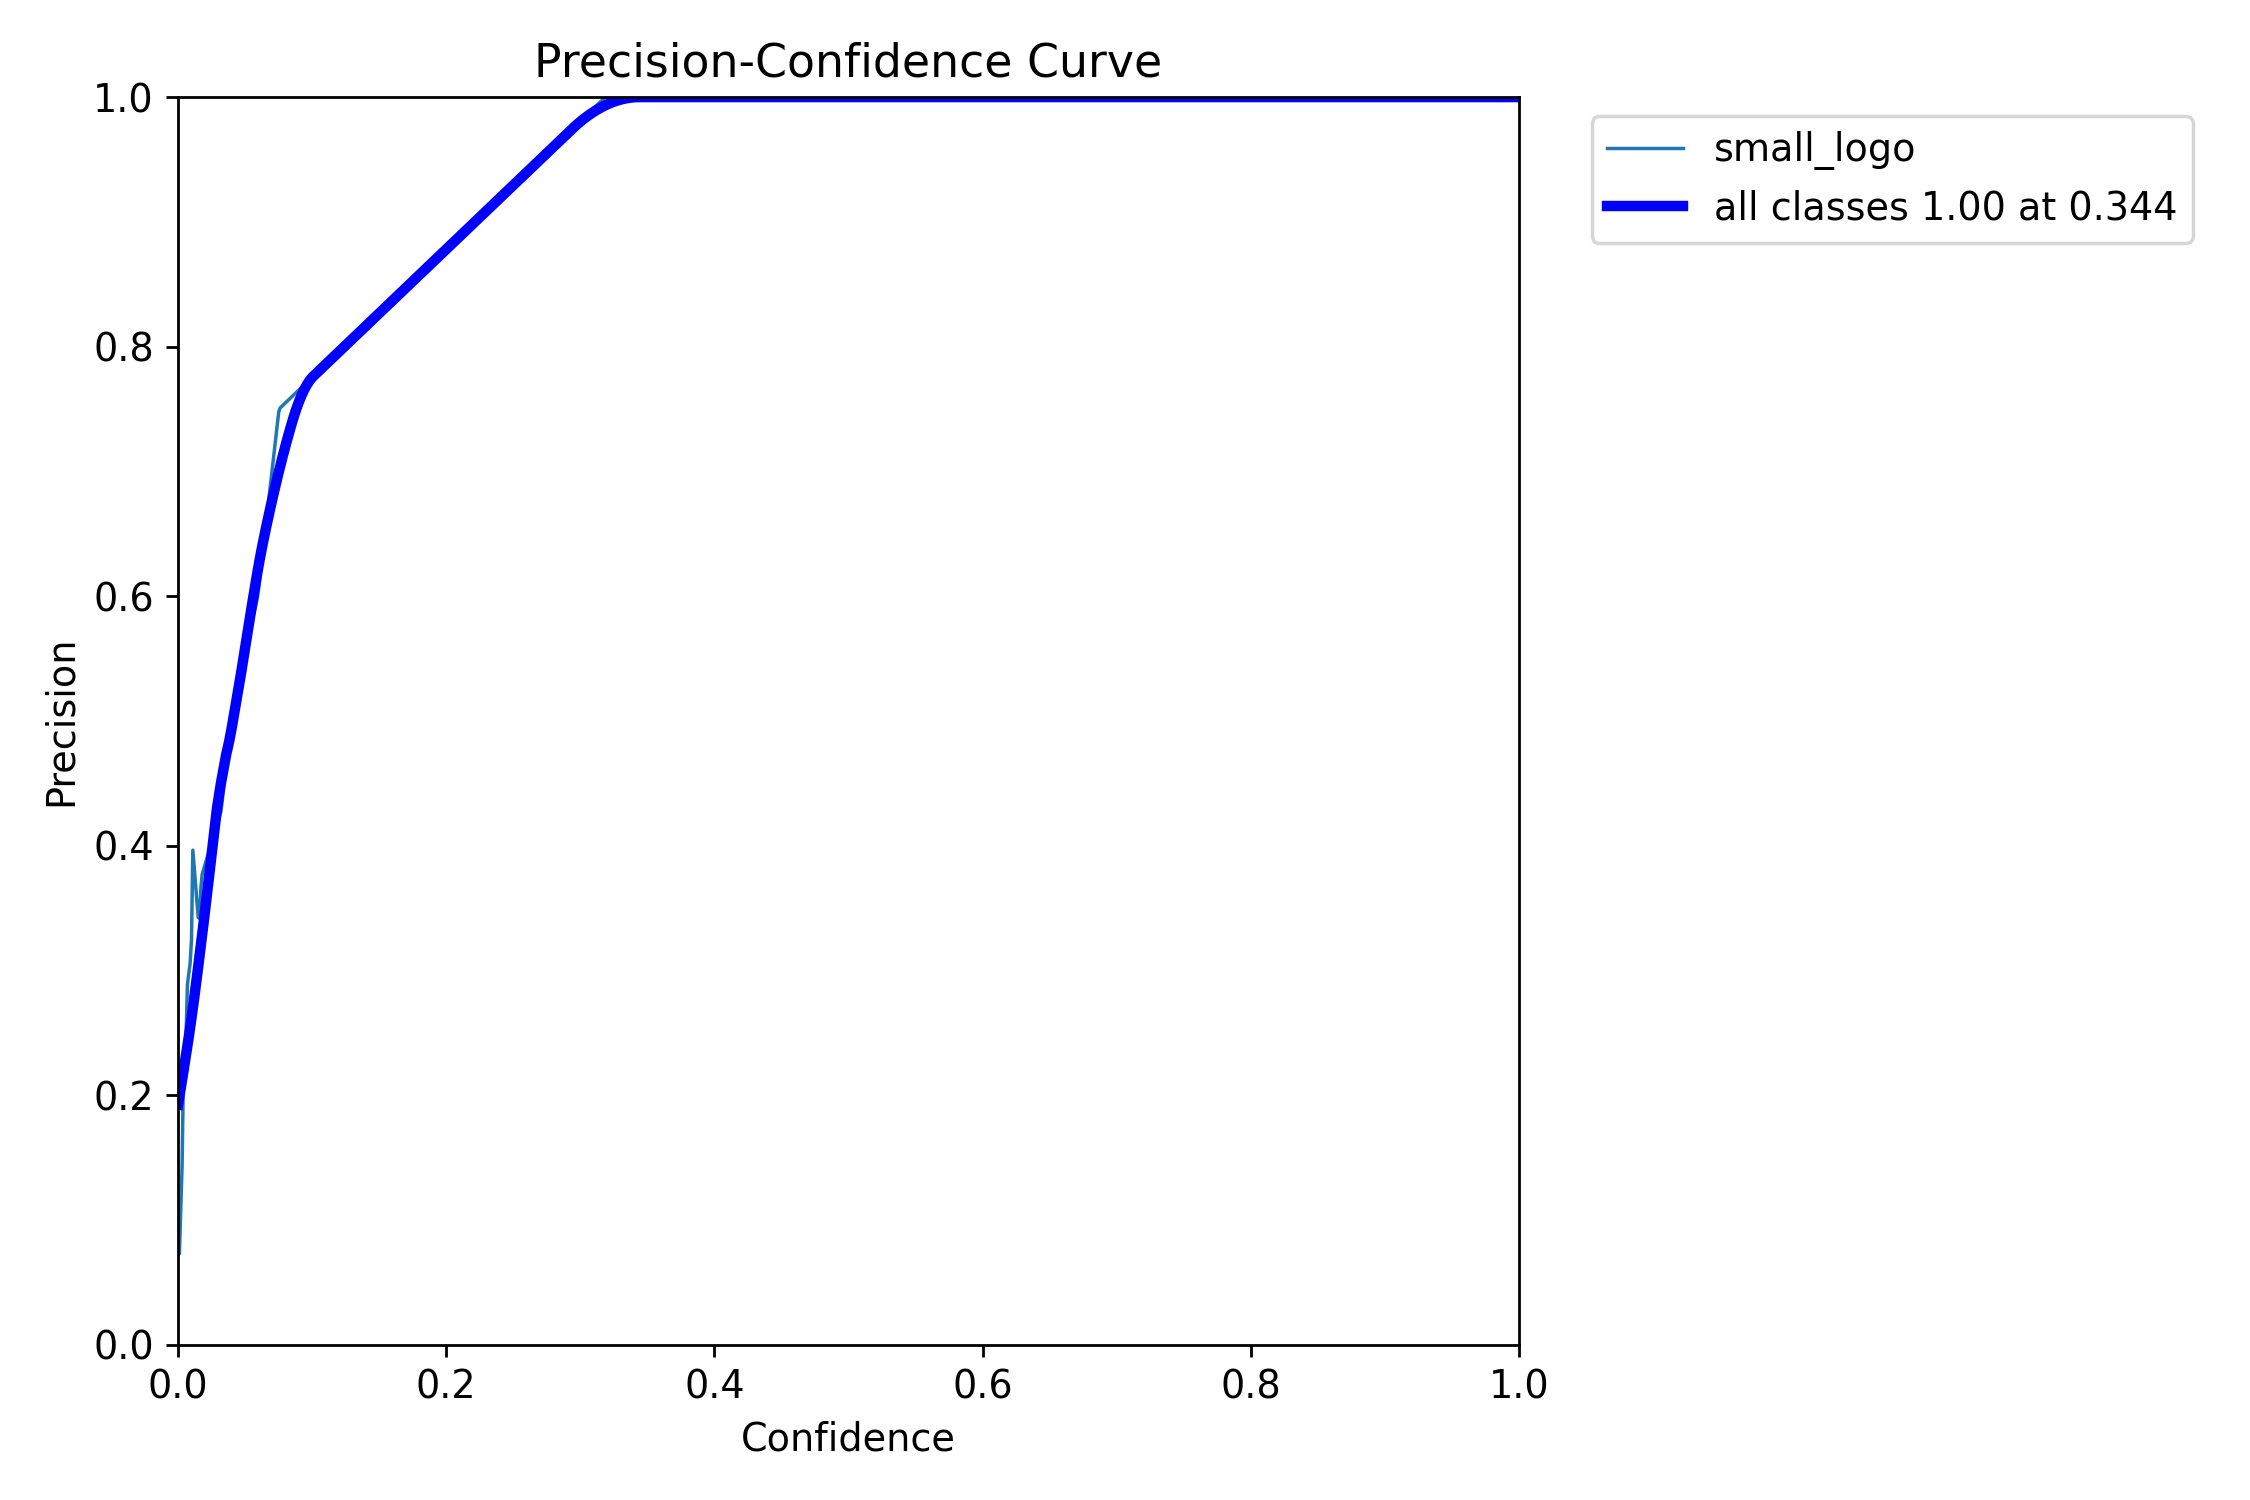 Precision-Confidence Curve
small_logo
all classes 1.00 at 0.344
Precision
1.0
0.8
0.6
0.4
0.2
0.0
0.0 0.2 0.4 0.6 0.8 1.0
Confidence